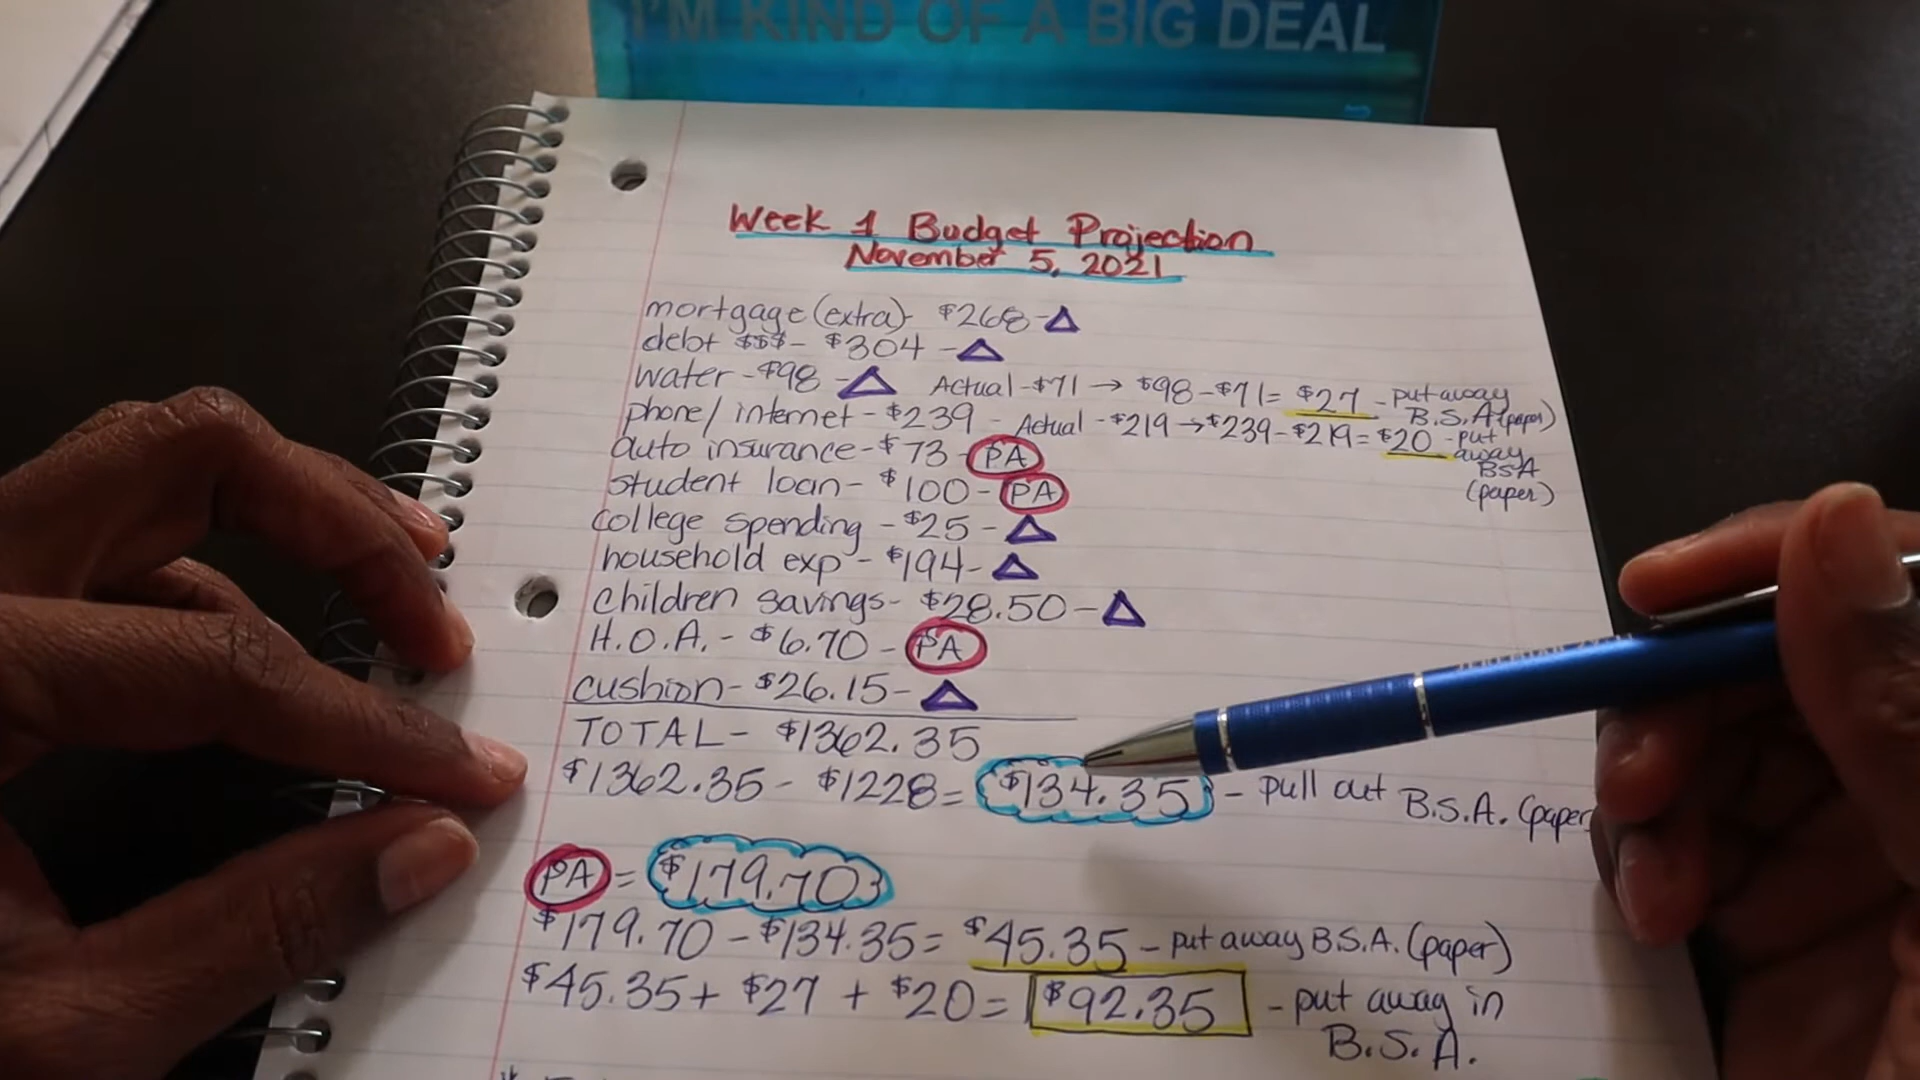 I'M KIND OF A BIG DEAL
Week 1 Budget Projection
November 5, 2021
mortgage (extra)- $268-△
debt $$$- $304 -△
water-$98 -△ Actual-$71 → $98-$71= $27 - put away B.S.A (paper)
phone/ internet-$239 - Actual -$219→$239-$219=$20-put away BSA (paper)
auto insurance-$73-PA
student loan- $100-PA
college spending -$25-△
household exp-$194-△
children savings- $28.50-△
H.O.A.- $6.70-PA
cushion- $26.15-△
TOTAL- $1362.35
$1362.35- $1228= $134.35 - pull out B.S.A. (paper
PA = $179.70
$179.70-$134.35= $45.35-put away B.S.A. (paper)
$45.35+ $27 + $20= $92.35 -put away in
B.S.A.